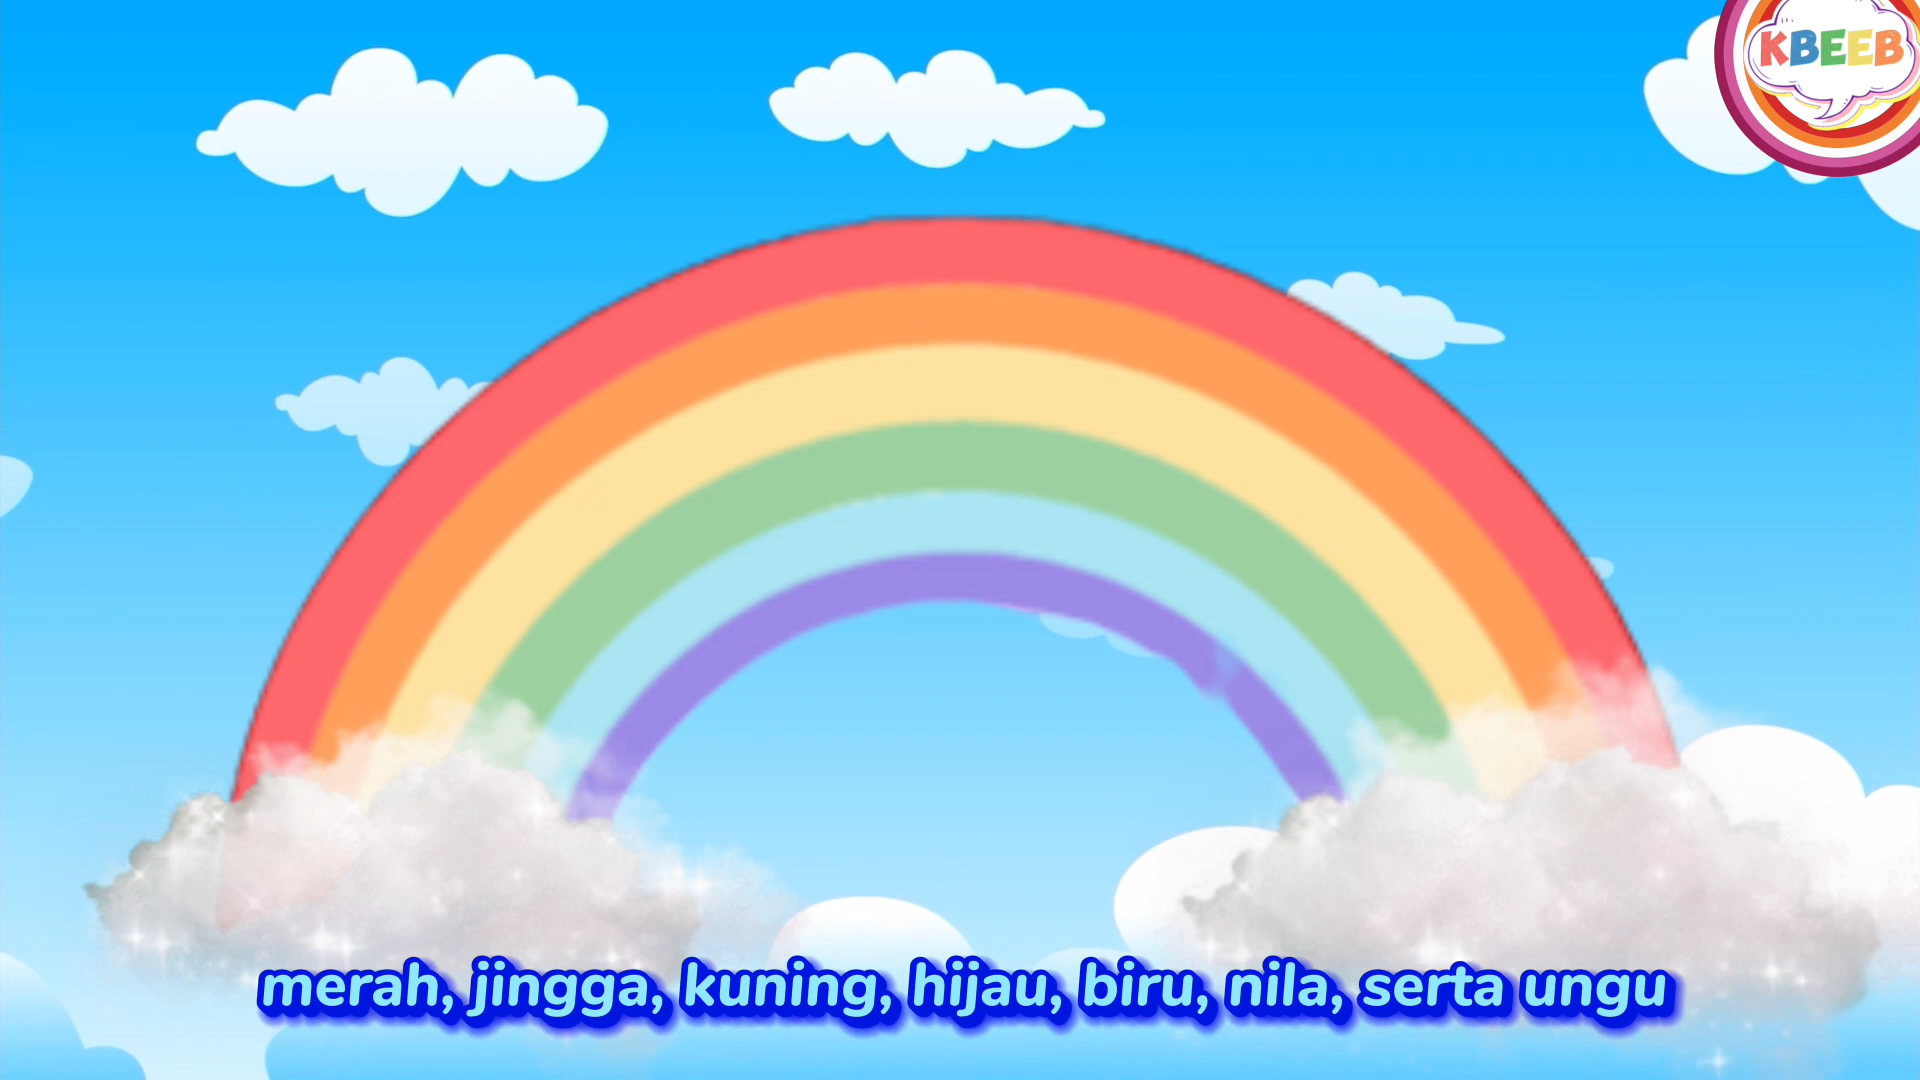 KBEEB
merah, jingga, kuning, hijau, biru, nila, serta ungu